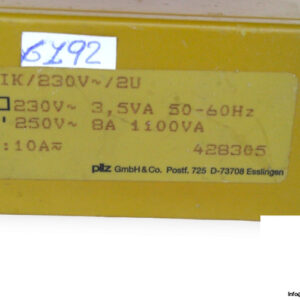 6792
IK/230V~/2U
230V~ 3,5VA 50-60Hz
250V~ 8A 1100VA
:10A≂ 428305
pilz GmbH & Co. Postf. 725 D-73708 Esslingen